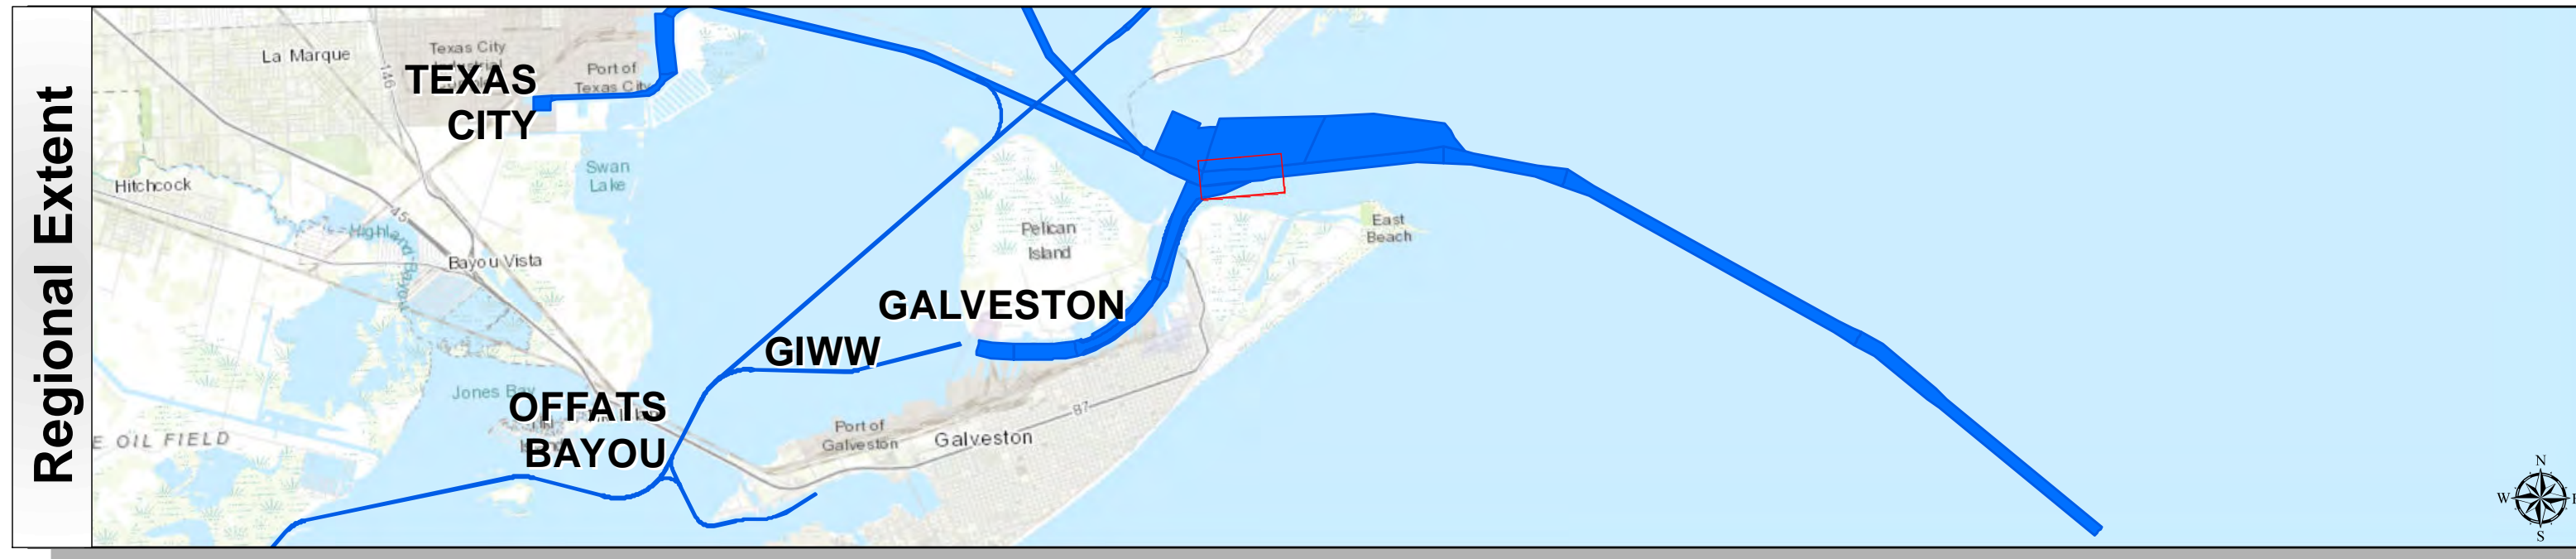 Regional Extent
La Marque
Texas City
Industrial
146
Port of
Texas City
TEXAS
CITY
Swan
Lake
Hitchcock
45
Highland Bayou
Bayou Vista
Pelican
Island
East
Beach
GALVESTON
GIWW
Jones Bay
OFFATS
BAYOU
E OIL FIELD
Port of
Galveston
Galveston
87
N
W
E
S